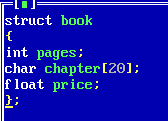 struct book
{
int pages;
char chapter[20];
float price;
};